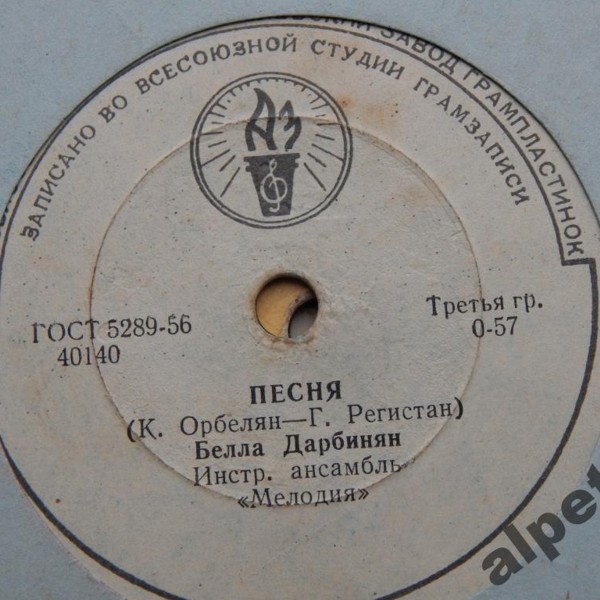 ЗАВОД ГРАМПЛАСТИНОК
ЗАПИСАНО ВО ВСЕСОЮЗНОЙ СТУДИИ ГРАМЗАПИСИ
АЗ
ГОСТ 5289-56
40140
Третья гр.
0-57
ПЕСНЯ
(К. Орбелян—Г. Регистан)
Белла Дарбинян
Инстр. ансамбль
«Мелодия»